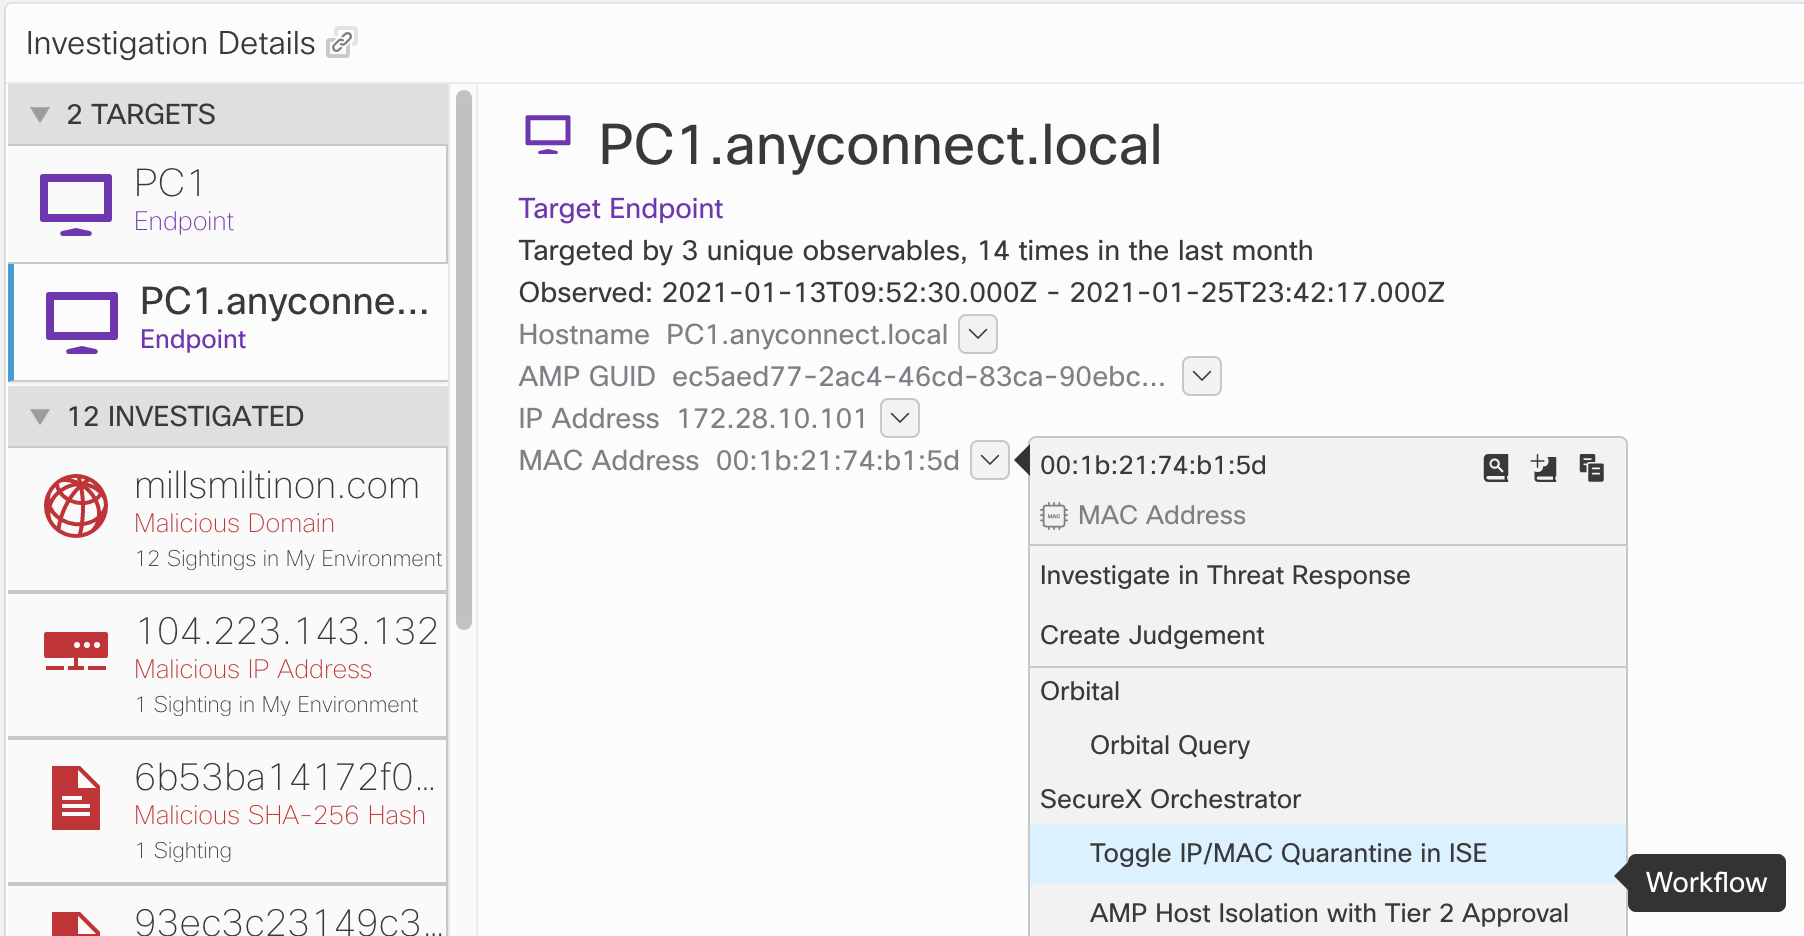 Investigation Details
2 TARGETS
PC1
Endpoint
PC1.anyconne...
Endpoint
12 INVESTIGATED
millsmiltinon.com
Malicious Domain
12 Sightings in My Environment
104.223.143.132
Malicious IP Address
1 Sighting in My Environment
6b53ba14172f0...
Malicious SHA-256 Hash
1 Sighting
93ec3c23149c3...
PC1.anyconnect.local
Target Endpoint
Targeted by 3 unique observables, 14 times in the last month
Observed: 2021-01-13T09:52:30.000Z - 2021-01-25T23:42:17.000Z
Hostname PC1.anyconnect.local
AMP GUID ec5aed77-2ac4-46cd-83ca-90ebc...
IP Address 172.28.10.101
MAC Address 00:1b:21:74:b1:5d
00:1b:21:74:b1:5d
MAC MAC Address
Investigate in Threat Response
Create Judgement
Orbital
Orbital Query
SecureX Orchestrator
Toggle IP/MAC Quarantine in ISE
Workflow
AMP Host Isolation with Tier 2 Approval